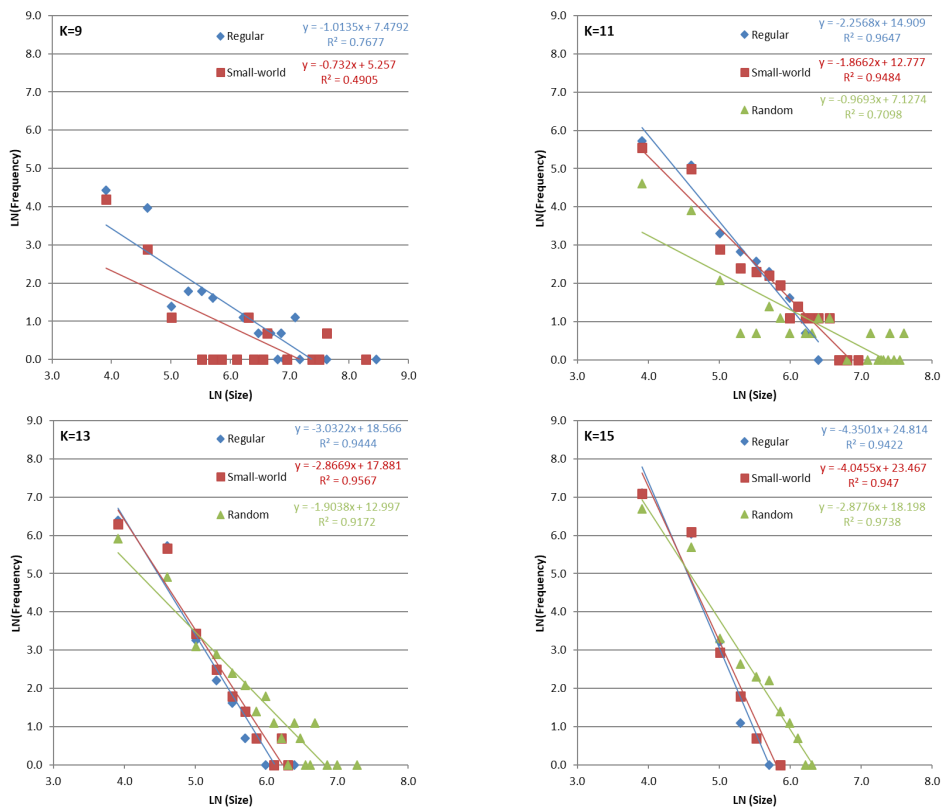 K=9
Regular
y = -1.0135x + 7.4792
R² = 0.7677
Small-world
y = -0.732x + 5.257
R² = 0.4905
LN(Frequency)
9.0
8.0
7.0
6.0
5.0
4.0
3.0
2.0
1.0
0.0
3.0 4.0 5.0 6.0 7.0 8.0 9.0
LN (Size)
K=11
Regular
y = -2.2568x + 14.909
R² = 0.9647
Small-world
y = -1.8662x + 12.777
R² = 0.9484
Random
y = -0.9693x + 7.1274
R² = 0.7098
LN(Frequency)
9.0
8.0
7.0
6.0
5.0
4.0
3.0
2.0
1.0
0.0
3.0 4.0 5.0 6.0 7.0 8.0
LN (Size)
K=13
Regular
y = -3.0322x + 18.566
R² = 0.9444
Small-world
y = -2.8669x + 17.881
R² = 0.9567
Random
y = -1.9038x + 12.997
R² = 0.9172
LN(Frequency)
9.0
8.0
7.0
6.0
5.0
4.0
3.0
2.0
1.0
0.0
3.0 4.0 5.0 6.0 7.0 8.0
LN (Size)
K=15
Regular
y = -4.3501x + 24.814
R² = 0.9422
Small-world
y = -4.0455x + 23.467
R² = 0.947
Random
y = -2.8776x + 18.198
R² = 0.9738
LN(Frequency)
9.0
8.0
7.0
6.0
5.0
4.0
3.0
2.0
1.0
0.0
3.0 4.0 5.0 6.0 7.0 8.0
LN (Size)